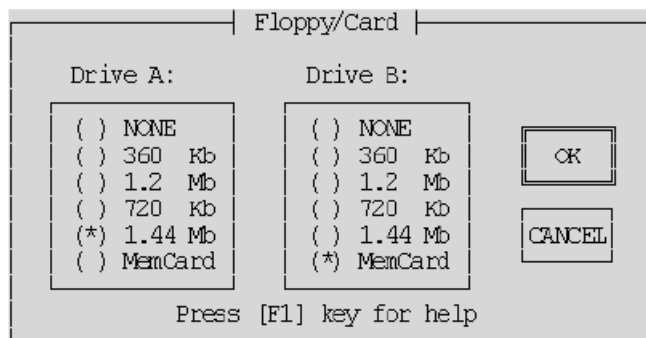 Floppy/Card
Drive A: Drive B:
( ) NONE ( ) NONE
( ) 360 Kb ( ) 360 Kb
( ) 1.2 Mb ( ) 1.2 Mb
( ) 720 Kb ( ) 720 Kb
(*) 1.44 Mb ( ) 1.44 Mb
( ) MemCard (*) MemCard
OK
CANCEL
Press [F1] key for help